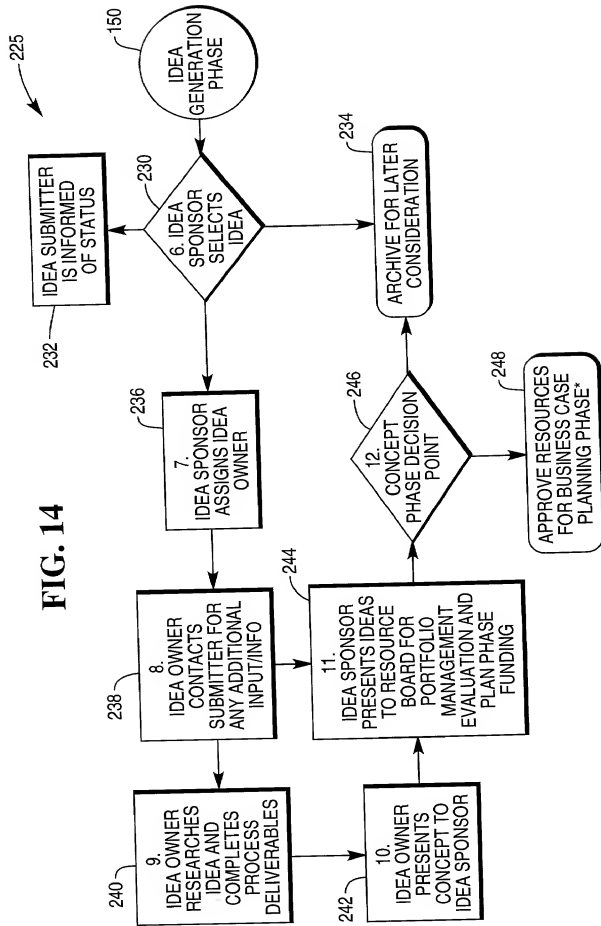 FIG. 14
225
150
IDEA
GENERATION
PHASE
230
6. IDEA
SPONSOR
SELECTS
IDEA
232
IDEA SUBMITTER
IS INFORMED
OF STATUS
234
ARCHIVE FOR LATER
CONSIDERATION
236
7.
IDEA SPONSOR
ASSIGNS IDEA
OWNER
238
8.
IDEA OWNER
CONTACTS
SUBMITTER FOR
ANY ADDITIONAL
INPUT/INFO
240
9.
IDEA OWNER
RESEARCHES
IDEA AND
COMPLETES
PROCESS
DELIVERABLES
242
10.
IDEA OWNER
PRESENTS
CONCEPT TO
IDEA SPONSOR
244
11.
IDEA SPONSOR
PRESENTS IDEAS
TO RESOURCE
BOARD FOR
PORTFOLIO
MANAGEMENT
EVALUATION AND
PLAN PHASE
FUNDING
246
12.
CONCEPT
PHASE DECISION
POINT
248
APPROVE RESOURCES
FOR BUSINESS CASE
PLANNING PHASE*